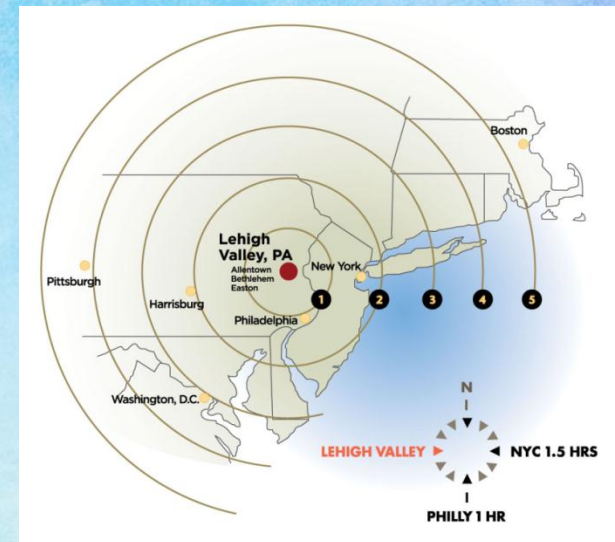 Boston
Lehigh
Valley, PA
Allentown
Bethlehem
Easton
New York
Pittsburgh
Harrisburg
1
2
3
4
5
Philadelphia
Washington, D.C.
N
LEHIGH VALLEY
NYC 1.5 HRS
PHILLY 1 HR